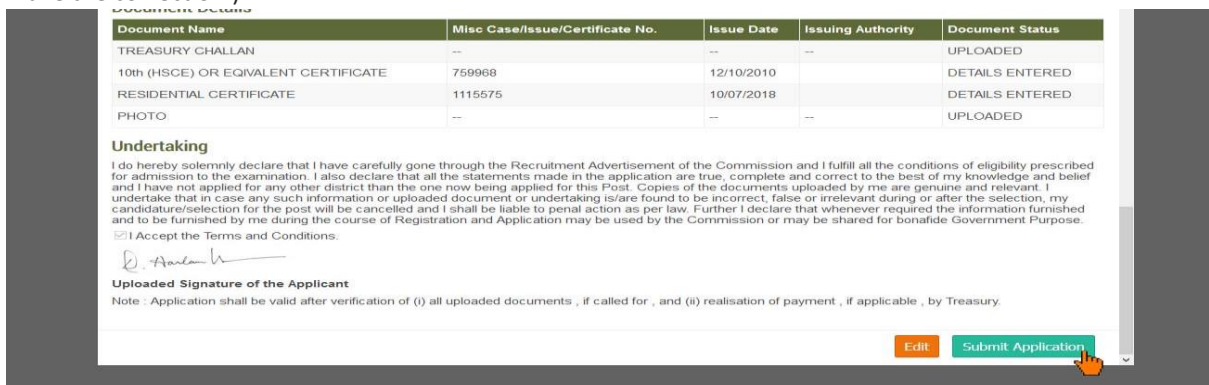 Document Details
Document Name Misc Case/Issue/Certificate No. Issue Date Issuing Authority Document Status
TREASURY CHALLAN -- -- -- UPLOADED
10th (HSCE) OR EQIVALENT CERTIFICATE 759968 12/10/2010 DETAILS ENTERED
RESIDENTIAL CERTIFICATE 1115575 10/07/2018 DETAILS ENTERED
PHOTO -- -- -- UPLOADED
Undertaking
I do hereby solemnly declare that I have carefully gone through the Recruitment Advertisement of the Commission and I fulfill all the conditions of eligibility prescribed
for admission to the examination. I also declare that all the statements made in the application are true, complete and correct to the best of my knowledge and belief
and I have not applied for any other district than the one now being applied for this Post. Copies of the documents uploaded by me are genuine and relevant. I
undertake that in case any such information or uploaded document or undertaking is/are found to be incorrect, false or irrelevant during or after the selection, my
candidature/selection for the post will be cancelled and I shall be liable to penal action as per law. Further I declare that whenever required the information furnished
and to be furnished by me during the course of Registration and Application may be used by the Commission or may be shared for bonafide Government Purpose.
I Accept the Terms and Conditions.
Uploaded Signature of the Applicant
Note : Application shall be valid after verification of (i) all uploaded documents , if called for , and (ii) realisation of payment , if applicable , by Treasury.
Edit Submit Application